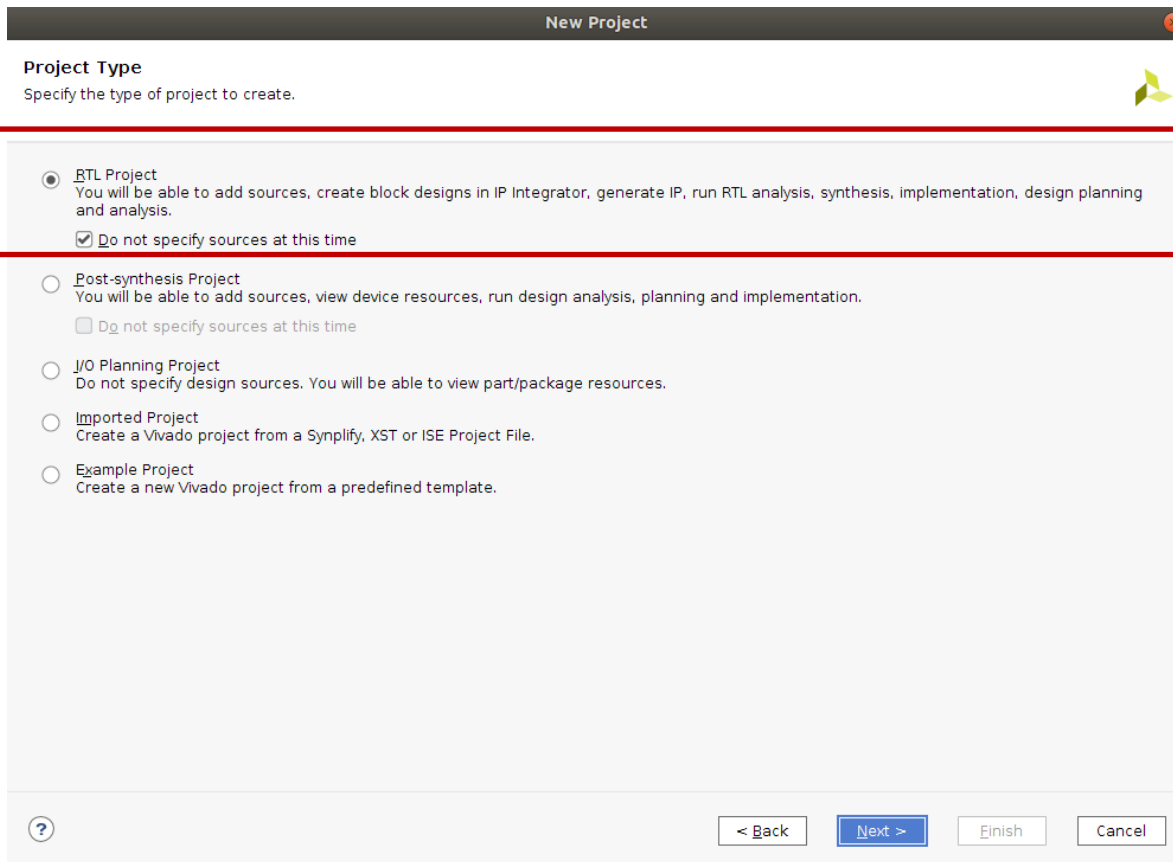 New Project
Project Type
Specify the type of project to create.
RTL Project
You will be able to add sources, create block designs in IP Integrator, generate IP, run RTL analysis, synthesis, implementation, design planning
and analysis.
Do not specify sources at this time
Post-synthesis Project
You will be able to add sources, view device resources, run design analysis, planning and implementation.
Do not specify sources at this time
I/O Planning Project
Do not specify design sources. You will be able to view part/package resources.
Imported Project
Create a Vivado project from a Synplify, XST or ISE Project File.
Example Project
Create a new Vivado project from a predefined template.
? < Back Next > Finish Cancel